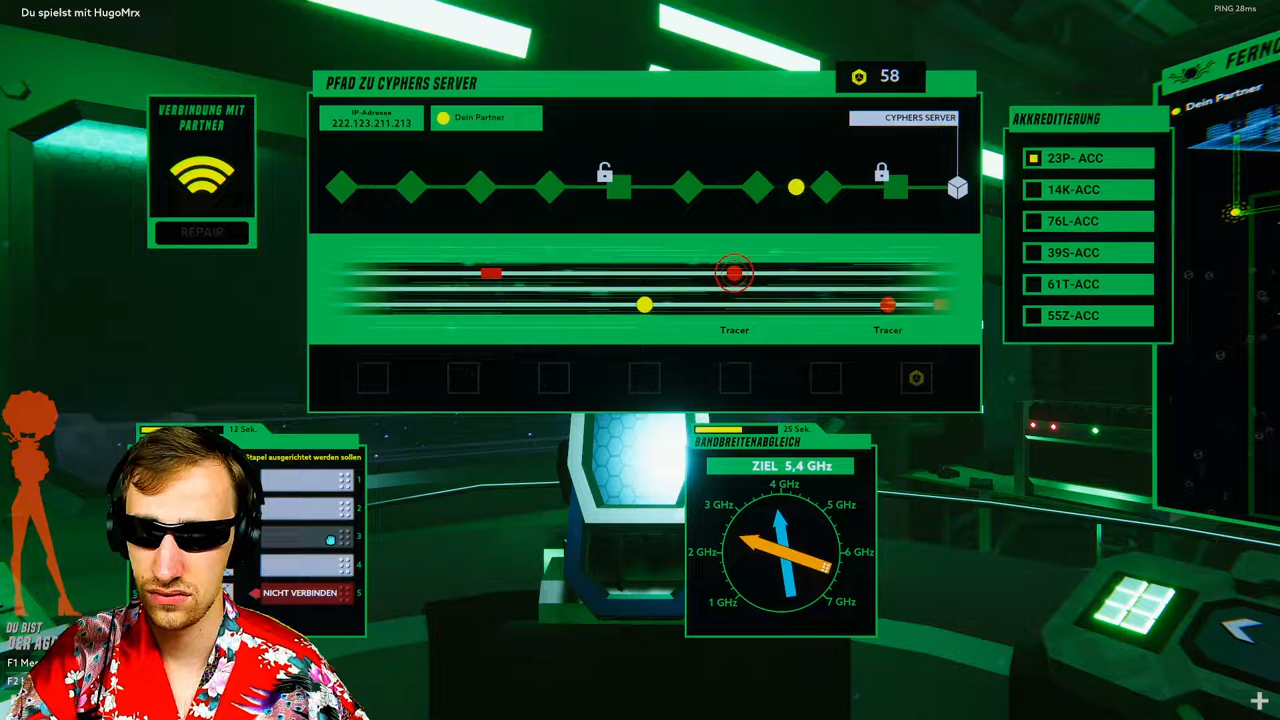 Du spielst mit HugoMrx
PING 28ms
PFAD ZU CYPHERS SERVER
58
VERBINDUNG MIT
PARTNER
REPAIR
IP-Adresse
222.123.211.213
Dein Partner
CYPHERS SERVER
Tracer
Tracer
AKKREDITIERUNG
23P- ACC
14K-ACC
76L-ACC
39S-ACC
61T-ACC
55Z-ACC
Dein Partner
12 Sek.
Stapel ausgerichtet werden sollen
1
2
3
4
NICHT VERBINDEN
5
25 Sek.
BANDBREITENABGLEICH
ZIEL 5,4 GHz
4 GHz
3 GHz
5 GHz
2 GHz
6 GHz
1 GHz
7 GHz
DU BIST
F1
F2